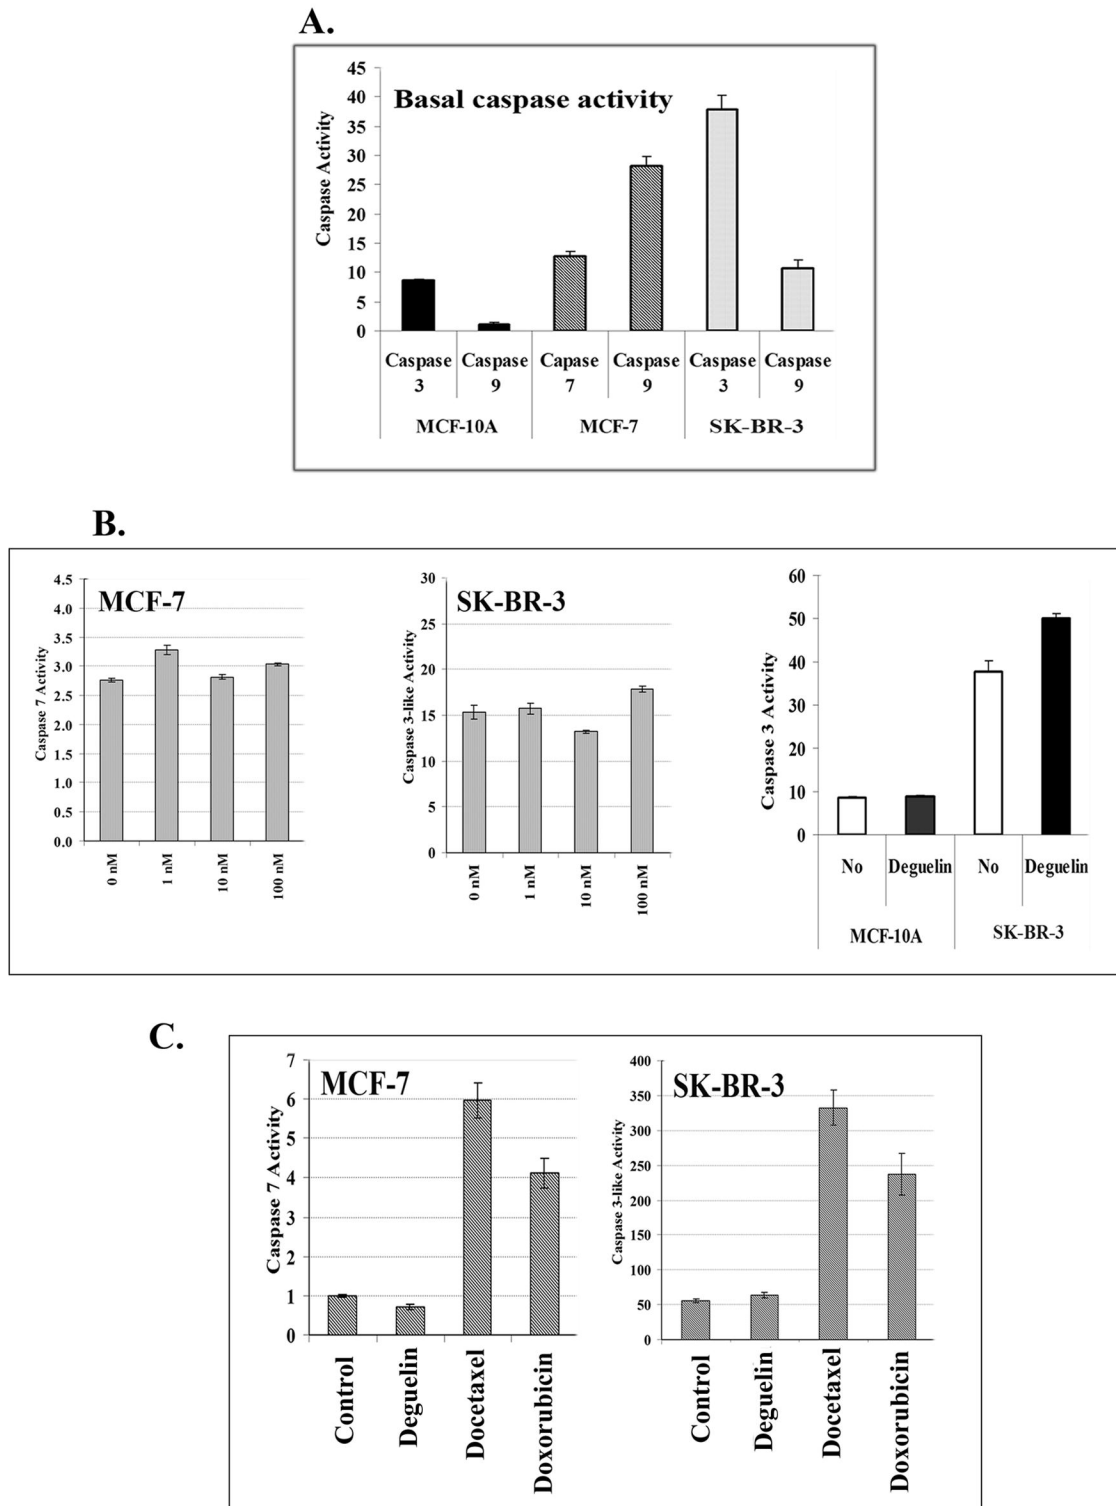 A.
Basal caspase activity
Caspase Activity
45
40
35
30
25
20
15
10
5
0
Caspase Caspase Capase Caspase Caspase Caspase
3 9 7 9 3 9
MCF-10A MCF-7 SK-BR-3
B.
MCF-7
Caspase 7 Activity
4.5
4.0
3.5
3.0
2.5
2.0
1.5
1.0
0.5
0.0
0 nM 1 nM 10 nM 100 nM
SK-BR-3
Caspase 3-like Activity
30
25
20
15
10
5
0
0 nM 1 nM 10 nM 100 nM
Caspase 3 Activity
60
50
40
30
20
10
0
No Deguelin No Deguelin
MCF-10A SK-BR-3
C.
MCF-7
Caspase 7 Activity
7
6
5
4
3
2
1
0
Control Deguelin Docetaxel Doxorubicin
SK-BR-3
Caspase 3-like Activity
400
350
300
250
200
150
100
50
0
Control Deguelin Docetaxel Doxorubicin